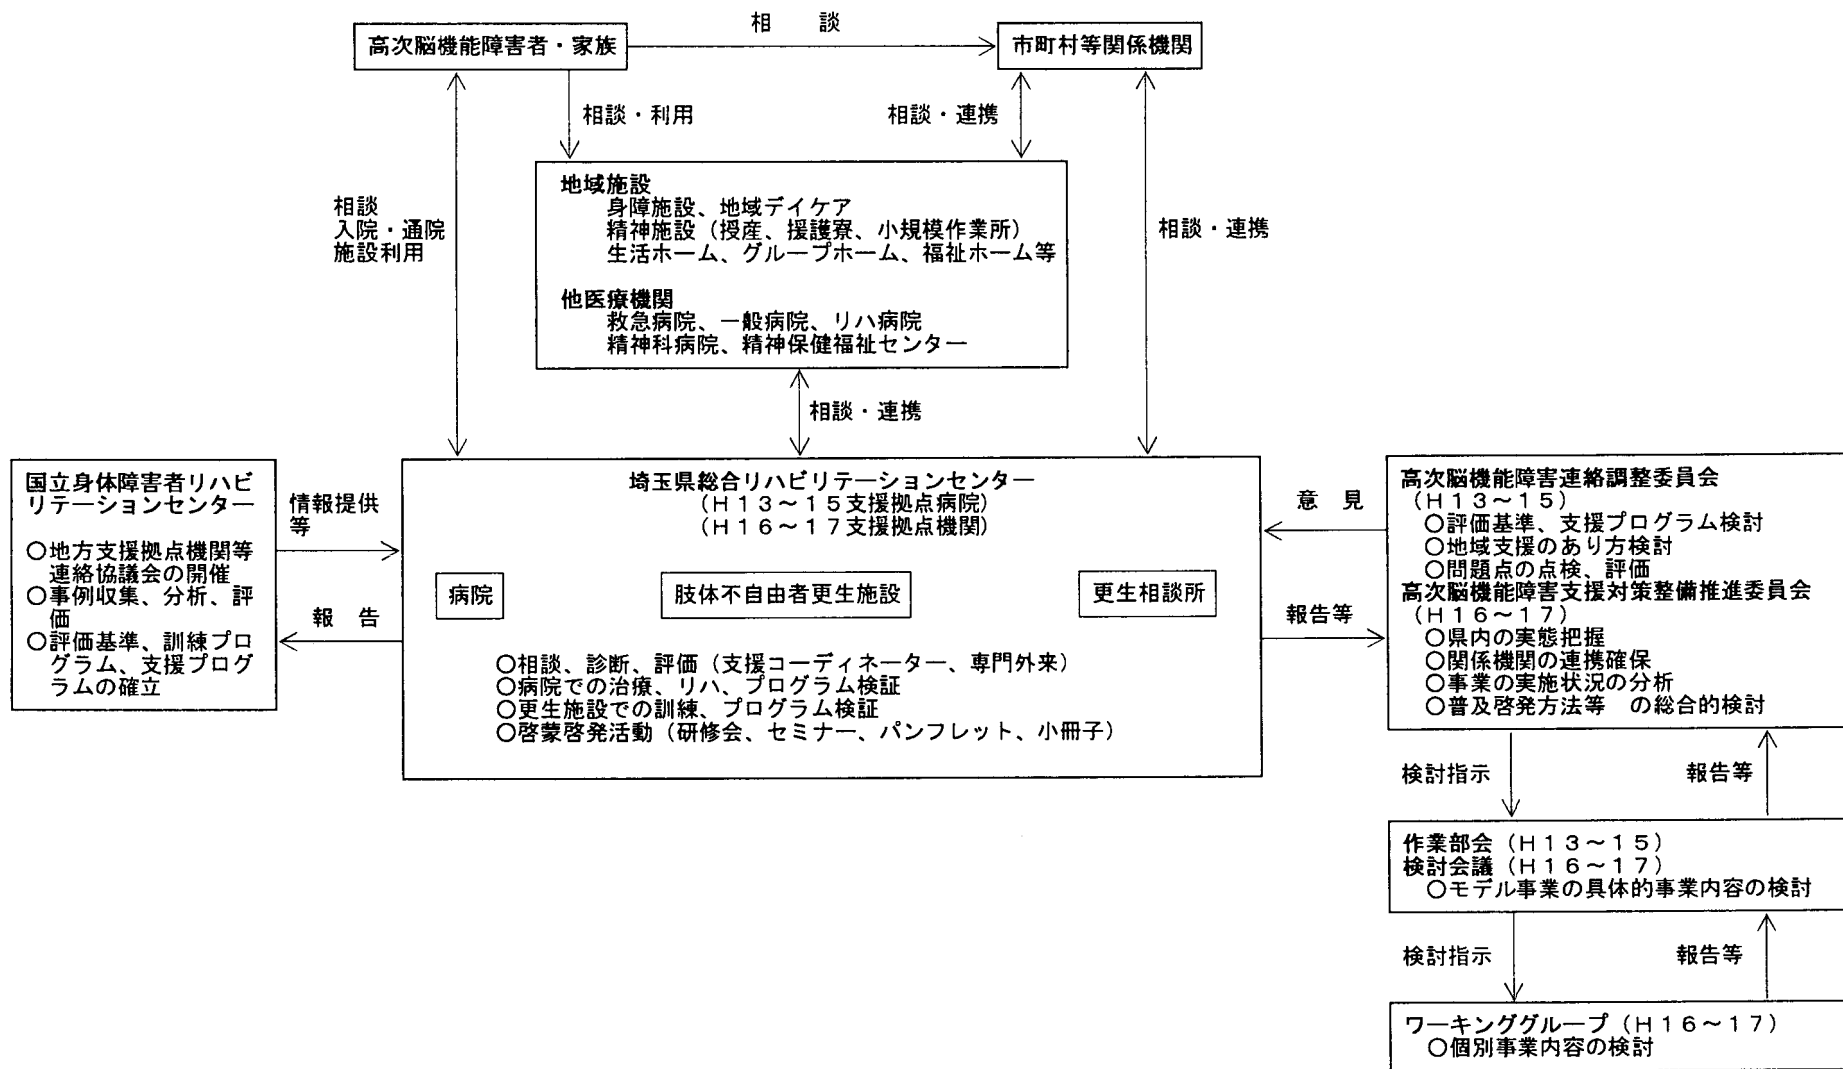 相　談
高次脳機能障害者・家族
市町村等関係機関
相談・利用
相談・連携
地域施設
身障施設、地域デイケア
精神施設（授産、援護寮、小規模作業所）
生活ホーム、グループホーム、福祉ホーム等
他医療機関
救急病院、一般病院、リハ病院
精神科病院、精神保健福祉センター
相談
入院・通院
施設利用
相談・連携
相談・連携
国立身体障害者リハビ
リテーションセンター
○地方支援拠点機関等
連絡協議会の開催
○事例収集、分析、評
価
○評価基準、訓練プロ
グラム、支援プログ
ラムの確立
情報提供
等
報　告
埼玉県総合リハビリテーションセンター
（Ｈ１３～１５支援拠点病院）
（Ｈ１６～１７支援拠点機関）
病院
肢体不自由者更生施設
更生相談所
○相談、診断、評価（支援コーディネーター、専門外来）
○病院での治療、リハ、プログラム検証
○更生施設での訓練、プログラム検証
○啓蒙啓発活動（研修会、セミナー、パンフレット、小冊子）
意　見
報告等
高次脳機能障害連絡調整委員会
（Ｈ１３～１５）
○評価基準、支援プログラム検討
○地域支援のあり方検討
○問題点の点検、評価
高次脳機能障害支援対策整備推進委員会
（Ｈ１６～１７）
○県内の実態把握
○関係機関の連携確保
○事業の実施状況の分析
○普及啓発方法等　の総合的検討
検討指示
報告等
作業部会（Ｈ１３～１５）
検討会議（Ｈ１６～１７）
○モデル事業の具体的事業内容の検討
検討指示
報告等
ワーキンググループ（Ｈ１６～１７）
○個別事業内容の検討